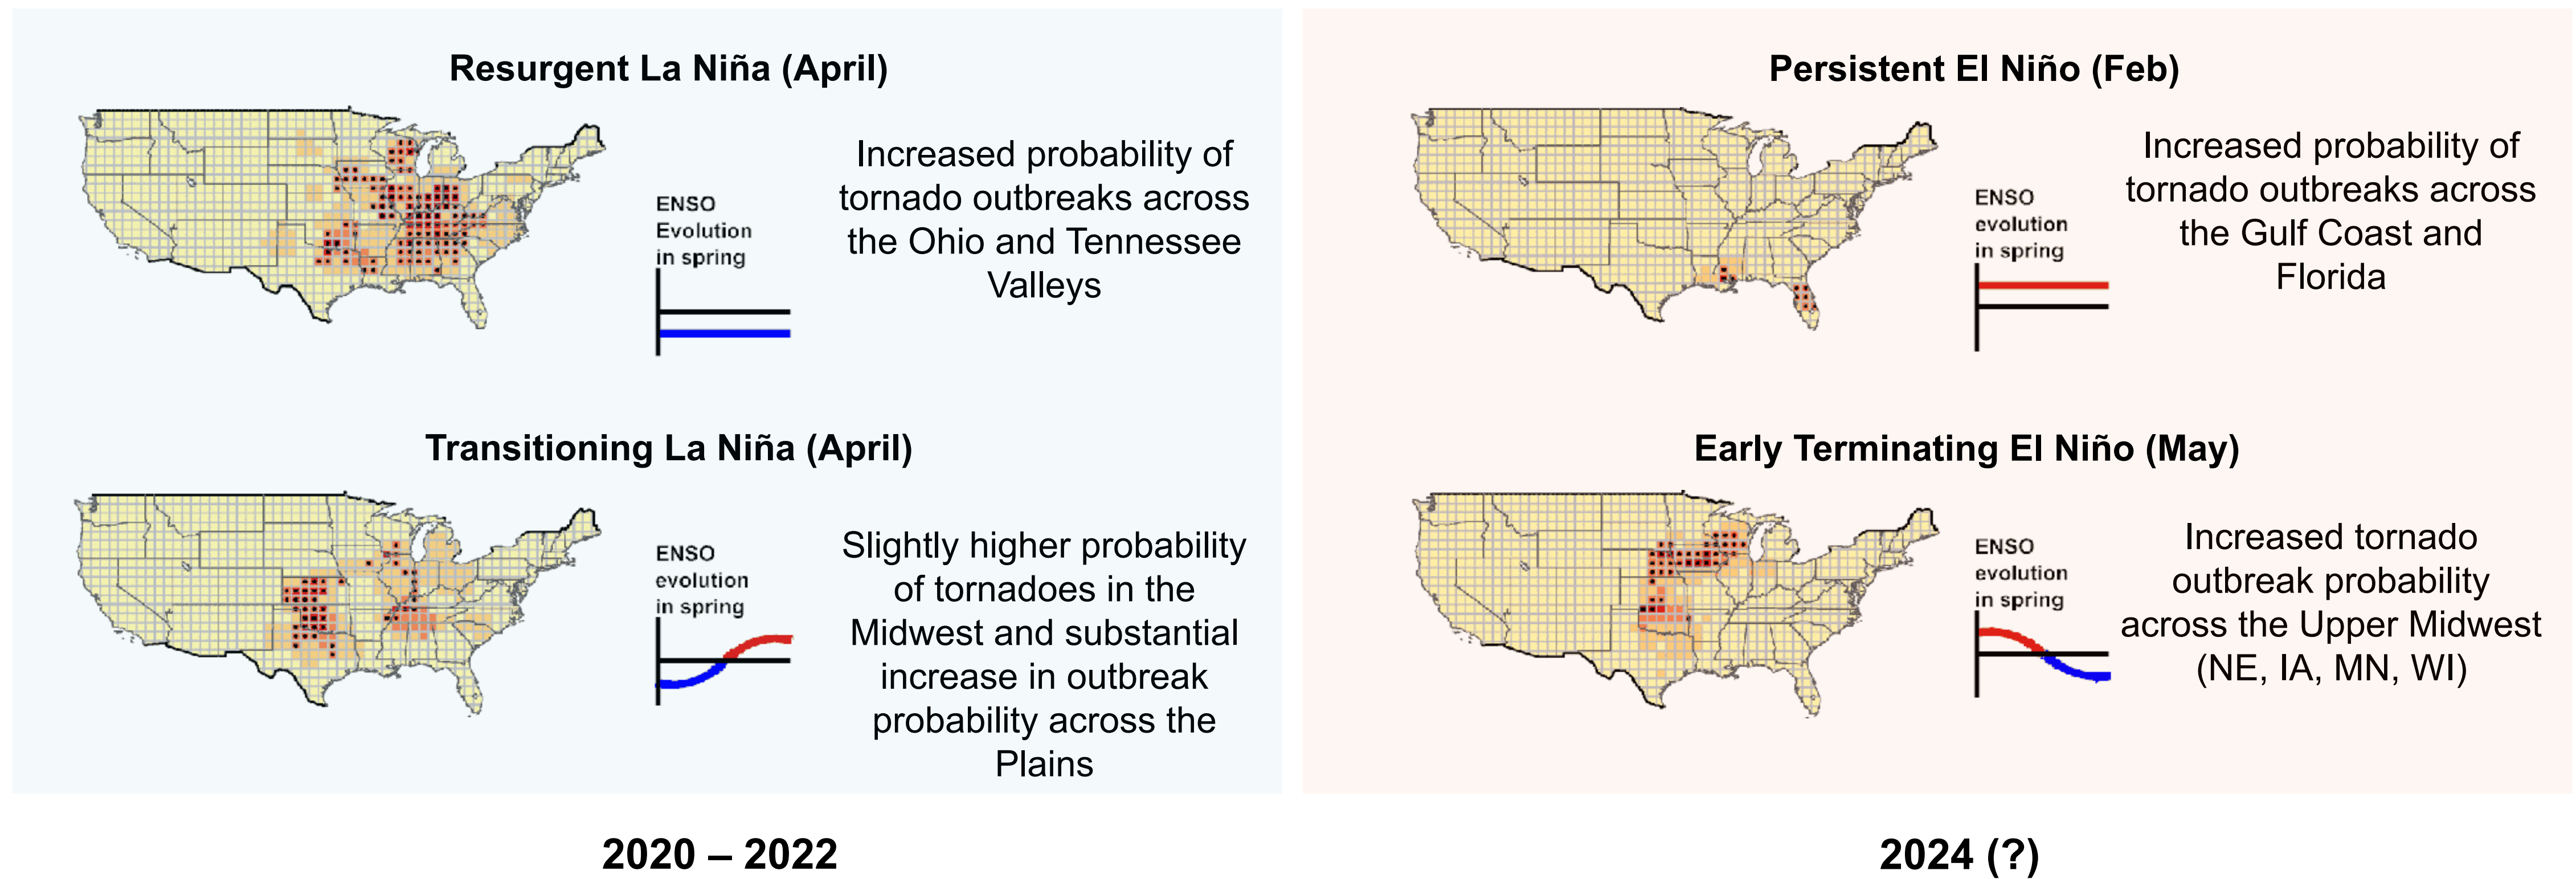 Resurgent La Niña (April)
ENSO
Evolution
in spring
Increased probability of
tornado outbreaks across
the Ohio and Tennessee
Valleys
Transitioning La Niña (April)
ENSO
evolution
in spring
Slightly higher probability
of tornadoes in the
Midwest and substantial
increase in outbreak
probability across the
Plains
2020 – 2022
Persistent El Niño (Feb)
ENSO
evolution
in spring
Increased probability of
tornado outbreaks across
the Gulf Coast and
Florida
Early Terminating El Niño (May)
ENSO
evolution
in spring
Increased tornado
outbreak probability
across the Upper Midwest
(NE, IA, MN, WI)
2024 (?)